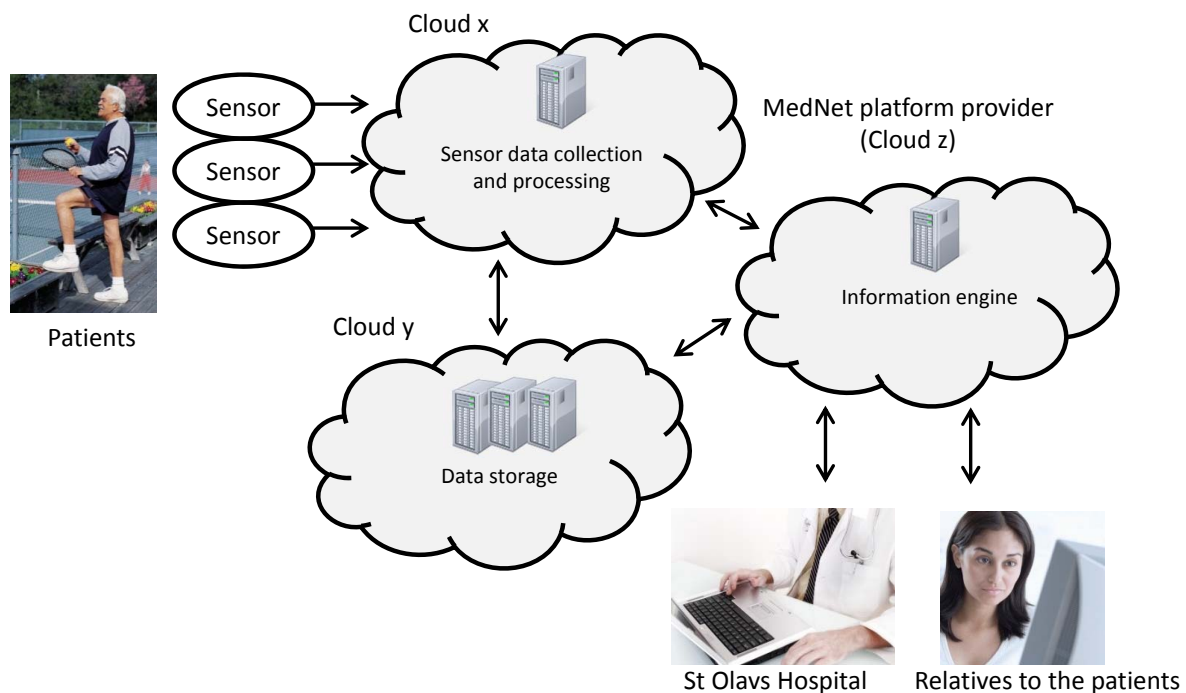 Cloud x
Sensor
Sensor
Sensor
Sensor data collection
and processing
MedNet platform provider
(Cloud z)
Information engine
Patients
Cloud y
Data storage
St Olavs Hospital
Relatives to the patients